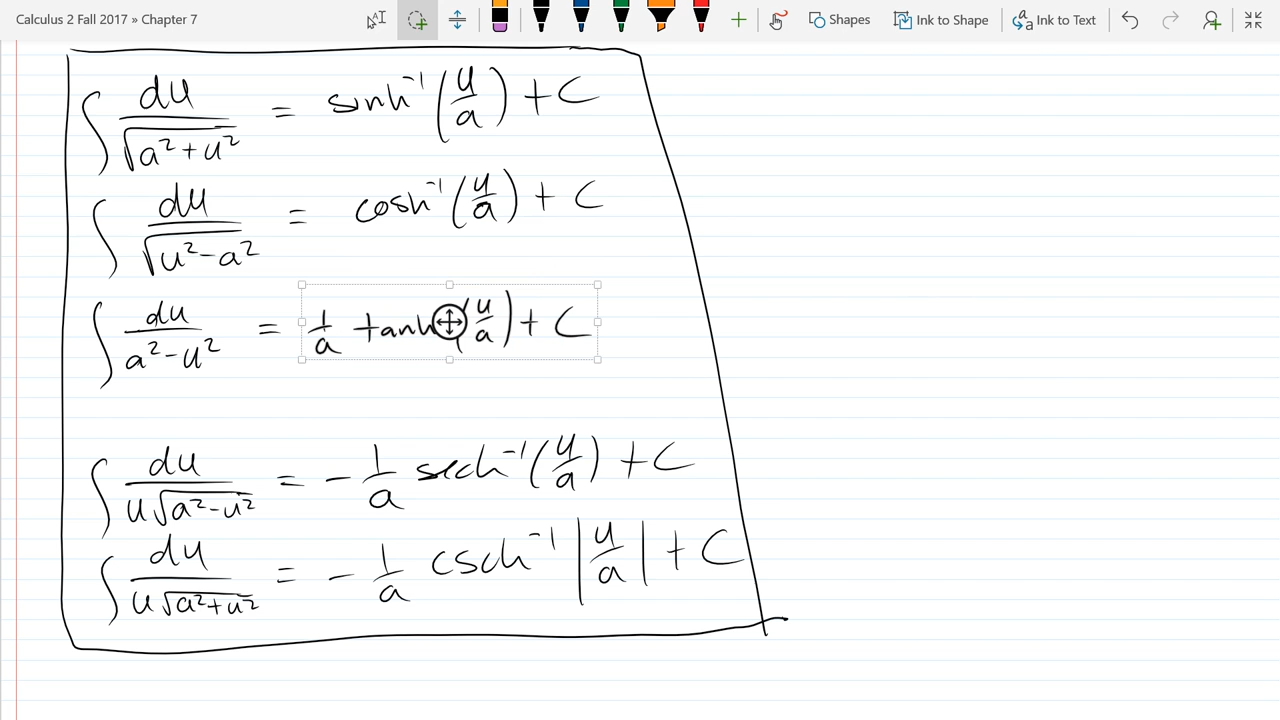 Calculus 2 Fall 2017 » Chapter 7
Shapes
Ink to Shape
Ink to Text
∫ du / √(a² + u²) = sinh⁻¹(u/a) + C
∫ du / √(u² − a²) = cosh⁻¹(u/a) + C
∫ du / (a² − u²) = 1/a tanh (u/a) + C
∫ du / (u√(a² − u²)) = − 1/a sech⁻¹(u/a) + C
∫ du / (u√(a² + u²)) = − 1/a csch⁻¹ |u/a| + C